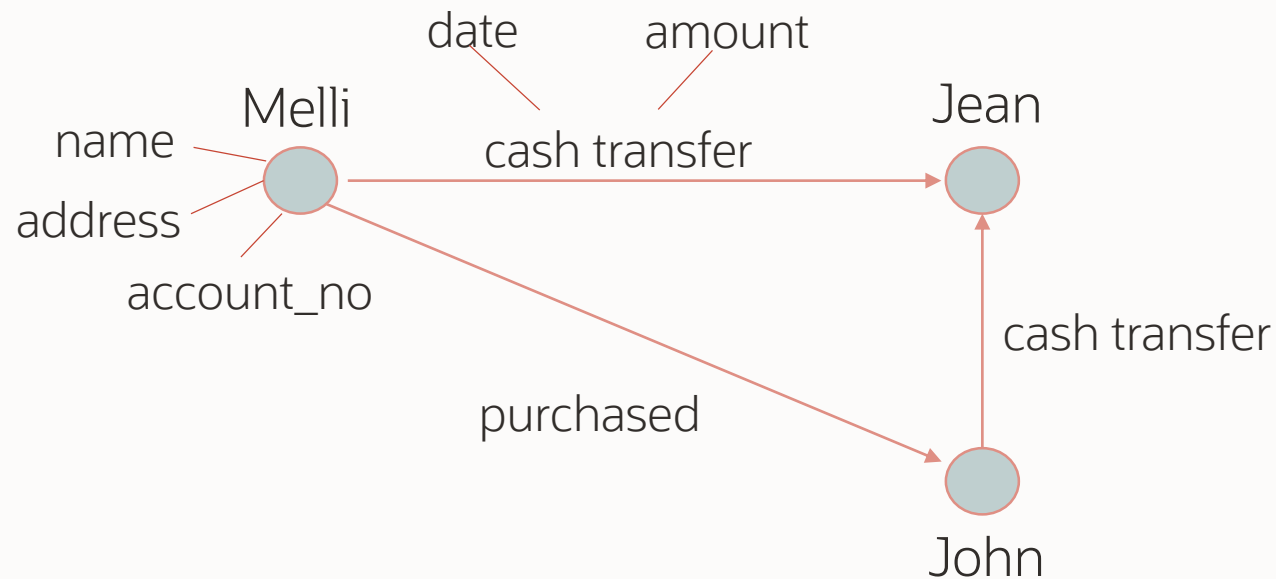 date
amount
Melli
Jean
name
cash transfer
address
account_no
cash transfer
purchased
John